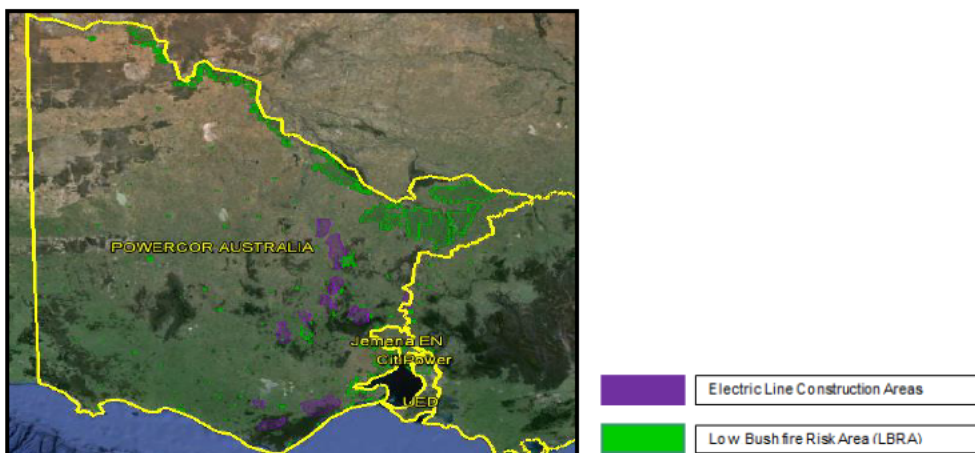 POWERCOR AUSTRALIA
Jemena EN
CitiPower
UED
Electric Line Construction Areas
Low Bushfire Risk Area (LBRA)